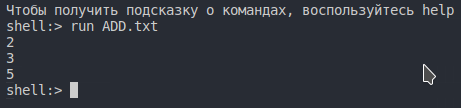 Чтобы получить подсказку о командах, воспользуйтесь help
shell:> run ADD.txt
2
3
5
shell:>